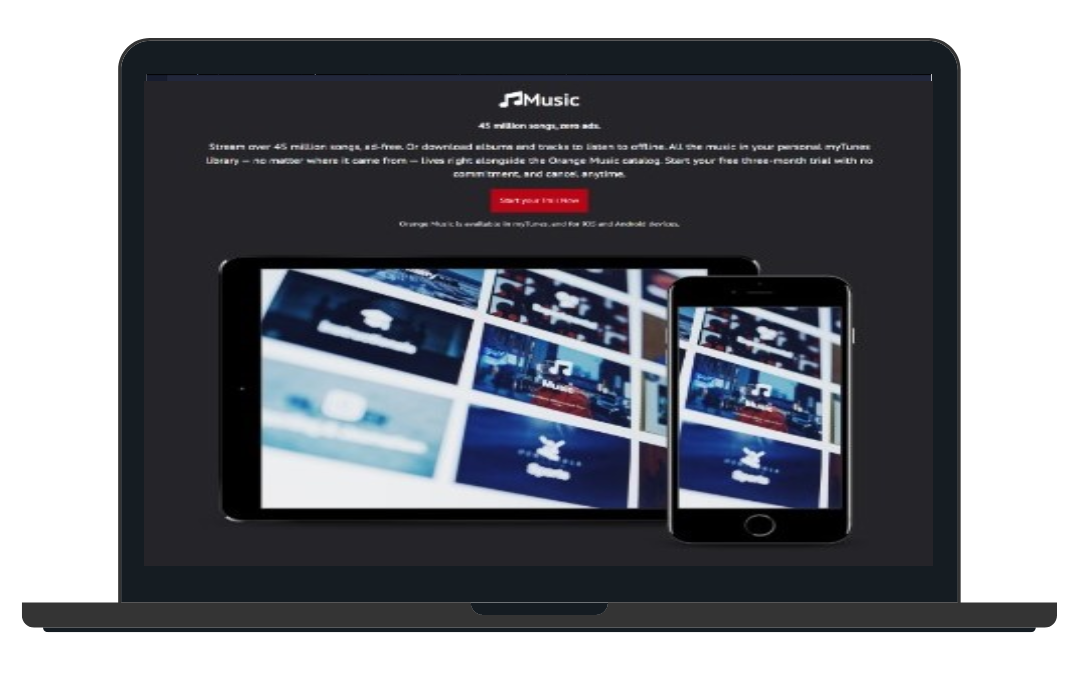 Music
45 million songs, zero ads.
Stream over 45 million songs, ad-free. Or download albums and tracks to listen to offline. All the music in your personal myTunes
Library — no matter where it came from — lives right alongside the Orange Music catalog. Start your free three-month trial with no
commitment, and cancel anytime.
Start your Now
Orange Music is available in myTunes, and for iOS and Android devices.
Music
Sports
Music
Sports